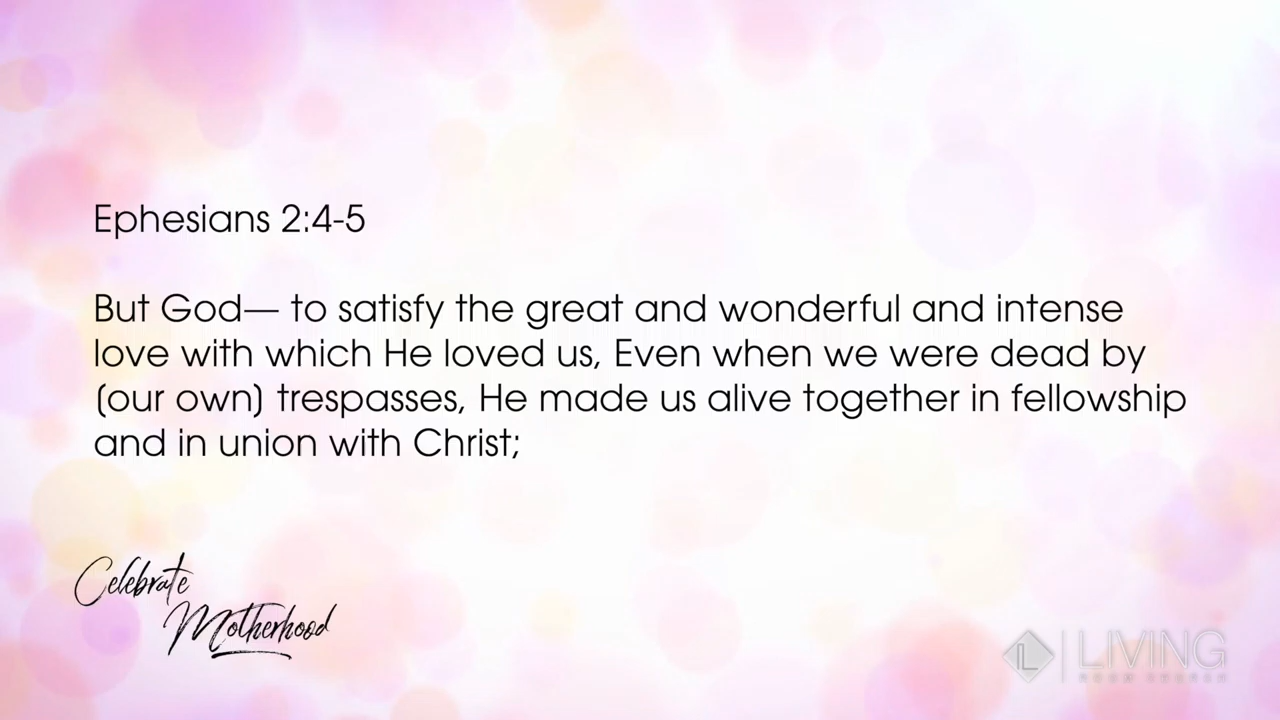 Ephesians 2:4-5
But God— to satisfy the great and wonderful and intense
love with which He loved us, Even when we were dead by
(our own) trespasses, He made us alive together in fellowship
and in union with Christ;
Celebrate
Motherhood
LIVING